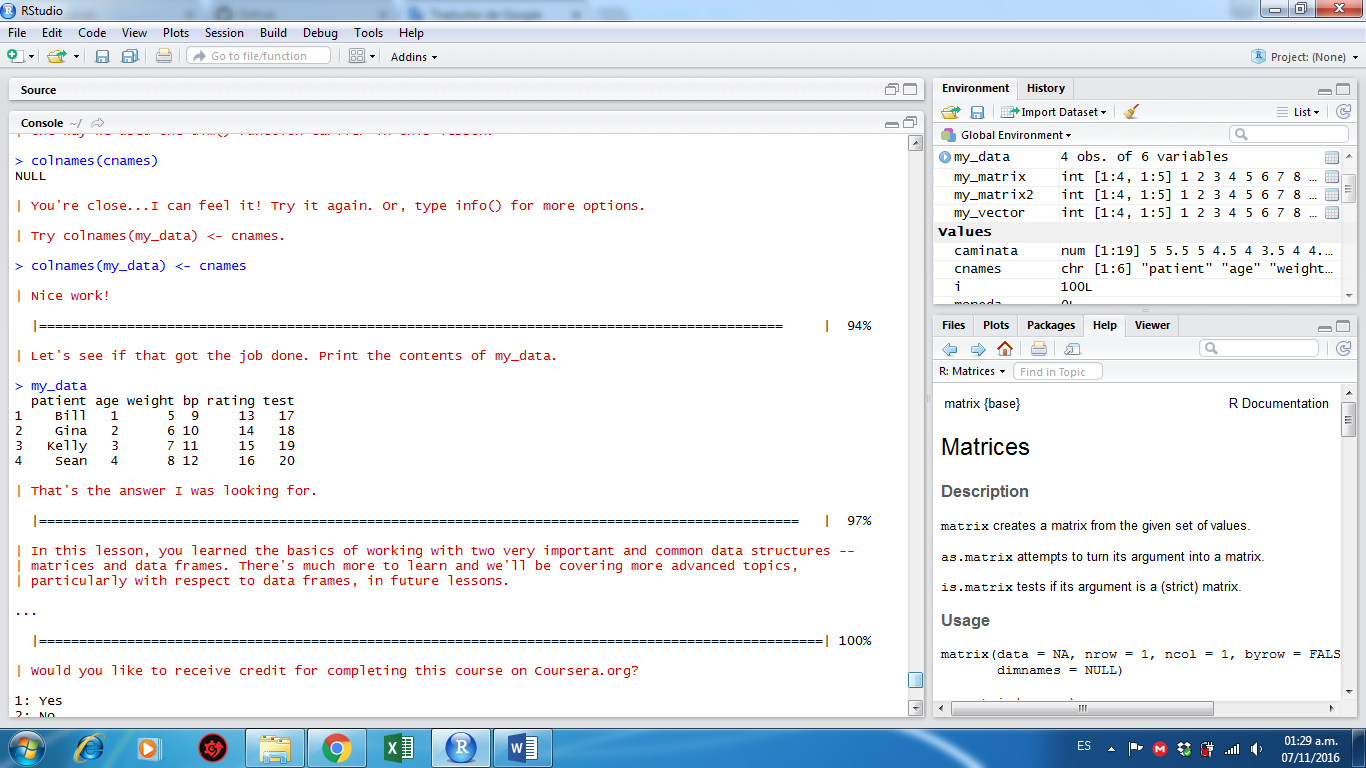 RStudio
File Edit Code View Plots Session Build Debug Tools Help
Go to file/function
Addins
Project: (None)
Source
Console ~/
> colnames(cnames)
NULL
| You're close...I can feel it! Try it again. Or, type info() for more options.
| Try colnames(my_data) <- cnames.
> colnames(my_data) <- cnames
| Nice work!
|=============================================================================================== | 94%
| Let's see if that got the job done. Print the contents of my_data.
> my_data
patient age weight bp rating test
1 Bill 1 5 9 13 17
2 Gina 2 6 10 14 18
3 Kelly 3 7 11 15 19
4 Sean 4 8 12 16 20
| That's the answer I was looking for.
|================================================================================================= | 97%
| In this lesson, you learned the basics of working with two very important and common data structures --
| matrices and data frames. There's much more to learn and we'll be covering more advanced topics,
| particularly with respect to data frames, in future lessons.
...
|====================================================================================================| 100%
| Would you like to receive credit for completing this course on Coursera.org?
1: Yes
2: No
Environment History
Import Dataset
List
Global Environment
my_data 4 obs. of 6 variables
my_matrix int [1:4, 1:5] 1 2 3 4 5 6 7 8 …
my_matrix2 int [1:4, 1:5] 1 2 3 4 5 6 7 8 …
my_vector int [1:4, 1:5] 1 2 3 4 5 6 7 8 …
Values
caminata num [1:19] 5 5.5 5 4.5 4 3.5 4 4.…
cnames chr [1:6] "patient" "age" "weight…
i 100L
moneda 0L
Files Plots Packages Help Viewer
R: Matrices
Find in Topic
matrix {base}
R Documentation
Matrices
Description
matrix creates a matrix from the given set of values.
as.matrix attempts to turn its argument into a matrix.
is.matrix tests if its argument is a (strict) matrix.
Usage
matrix(data = NA, nrow = 1, ncol = 1, byrow = FALS
dimnames = NULL)
ES
01:29 a.m.
07/11/2016